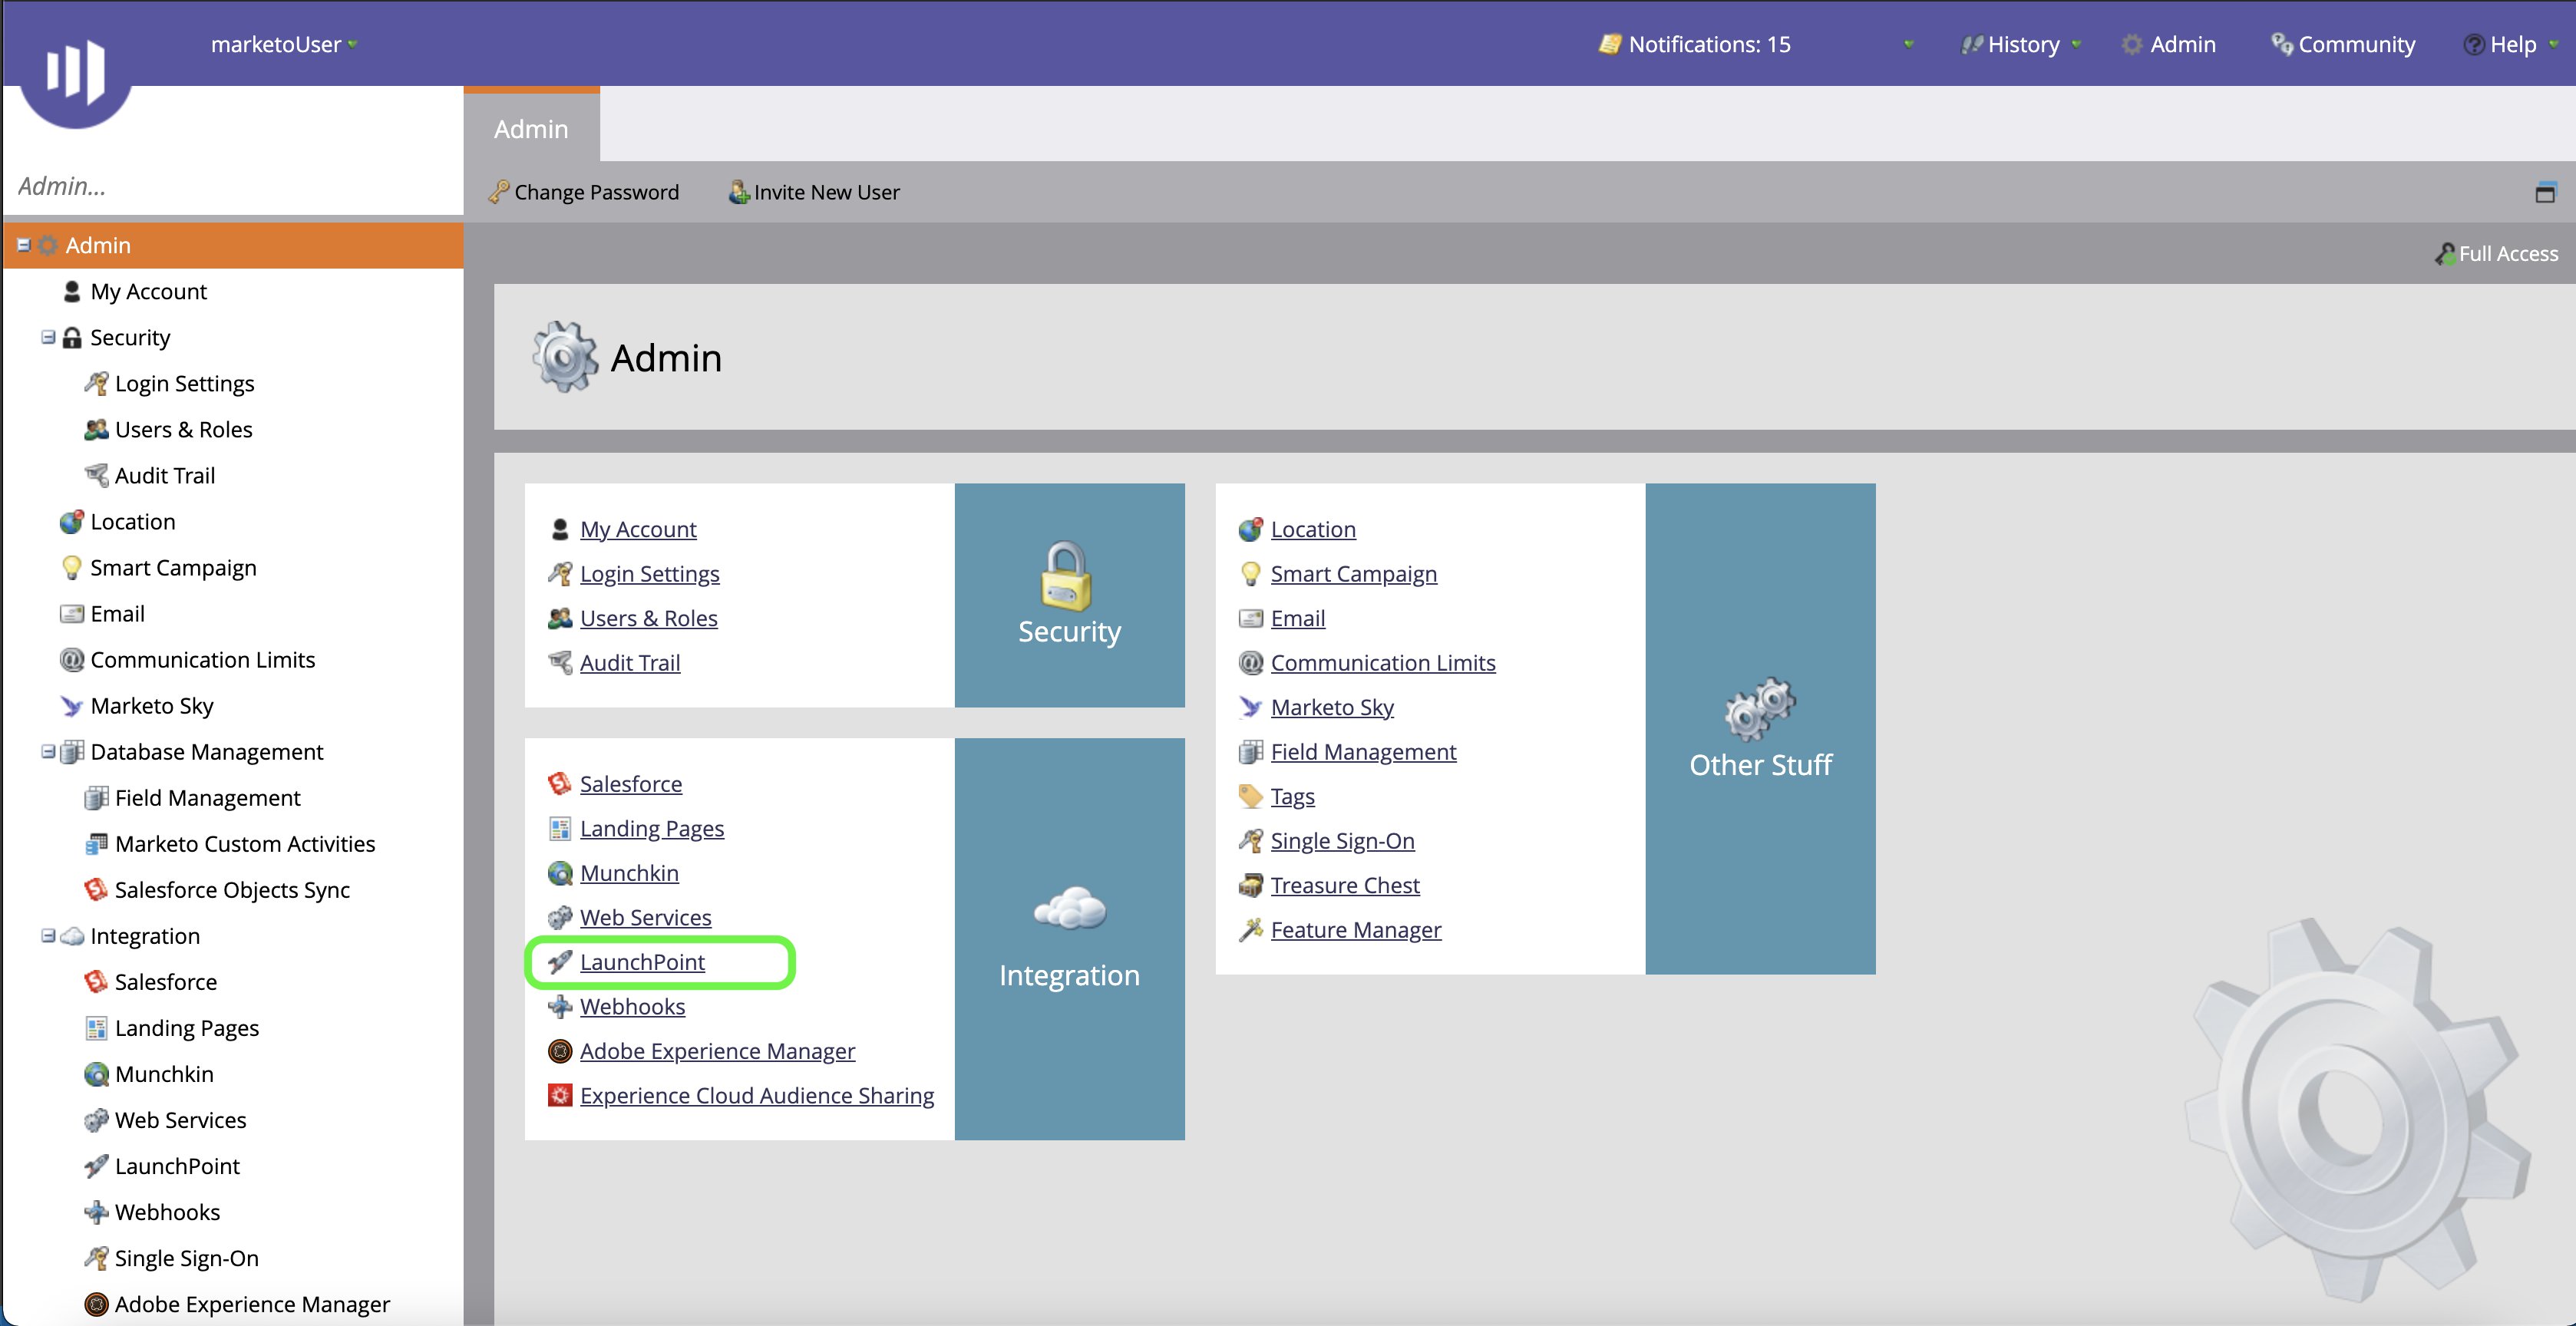 marketoUser
Notifications: 15
History
Admin
Community
Help
Admin
Admin...
Change Password
Invite New User
Full Access
Admin
My Account
Security
Login Settings
Users & Roles
Audit Trail
Location
Smart Campaign
Email
Communication Limits
Marketo Sky
Database Management
Field Management
Marketo Custom Activities
Salesforce Objects Sync
Integration
Salesforce
Landing Pages
Munchkin
Web Services
LaunchPoint
Webhooks
Single Sign-On
Adobe Experience Manager
Admin
My Account
Login Settings
Users & Roles
Audit Trail
Security
Salesforce
Landing Pages
Munchkin
Web Services
LaunchPoint
Webhooks
Adobe Experience Manager
Experience Cloud Audience Sharing
Integration
Location
Smart Campaign
Email
Communication Limits
Marketo Sky
Field Management
Tags
Single Sign-On
Treasure Chest
Feature Manager
Other Stuff